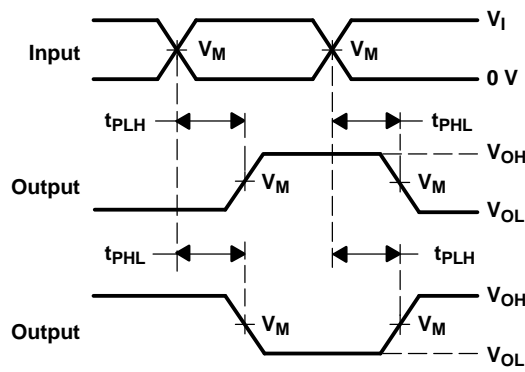 V_I
Input V_M V_M
0 V
t_PLH t_PHL
V_OH
Output V_M V_M
V_OL
t_PHL t_PLH
V_OH
Output V_M V_M
V_OL